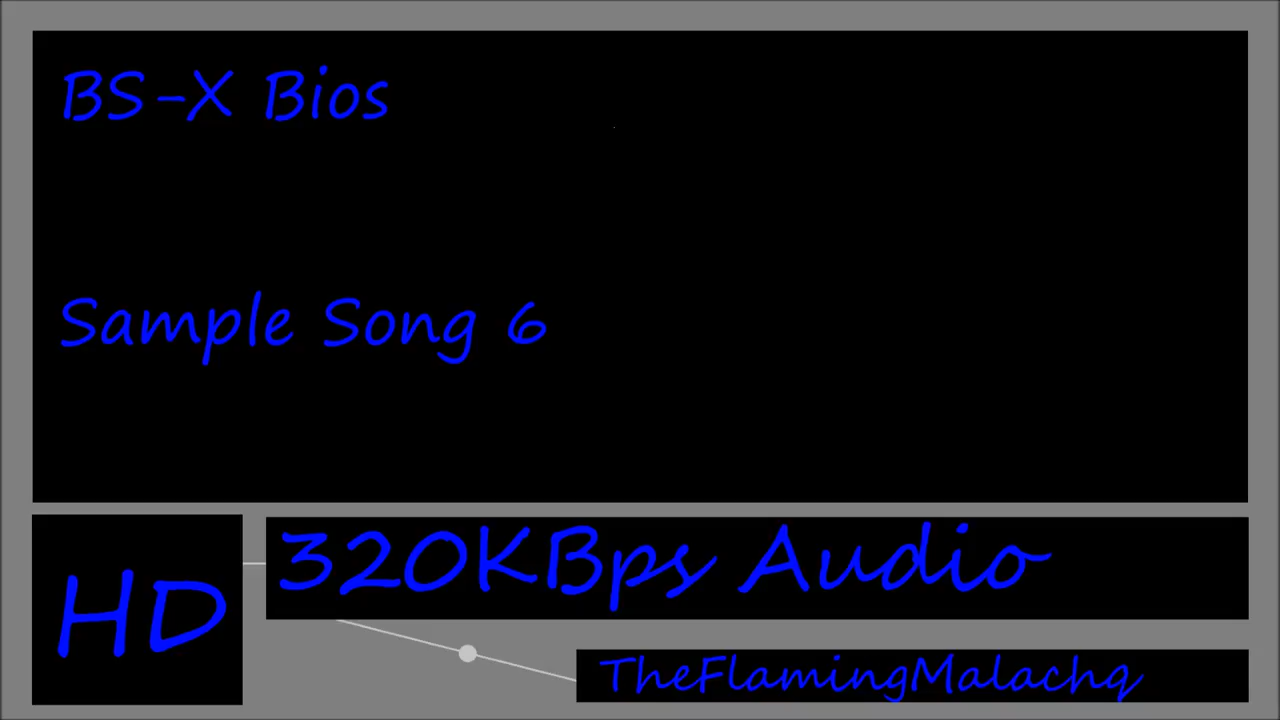 BS-X Bios
Sample Song 6
HD
320KBps Audio
TheFlamingMalachq